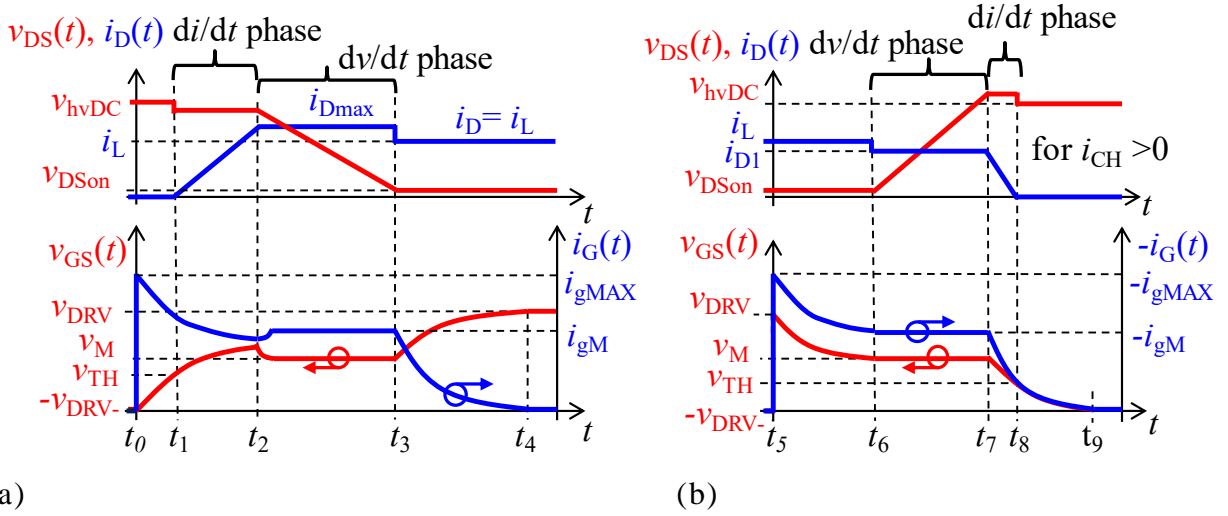 vDS(t), iD(t) di/dt phase
dv/dt phase
vhvDC
iDmax
iD= iL
iL
vDSon
t
vGS(t)
iG(t)
igMAX
vDRV
vM
igM
vTH
-vDRV-
t0 t1 t2 t3 t4 t
a)
di/dt phase
vDS(t), iD(t) dv/dt phase
vhvDC
iL
iD1
for iCH >0
vDSon
t
vGS(t)
-iG(t)
vDRV
-igMAX
vM
-igM
vTH
-vDRV-
t5 t6 t7 t8 t9 t
(b)